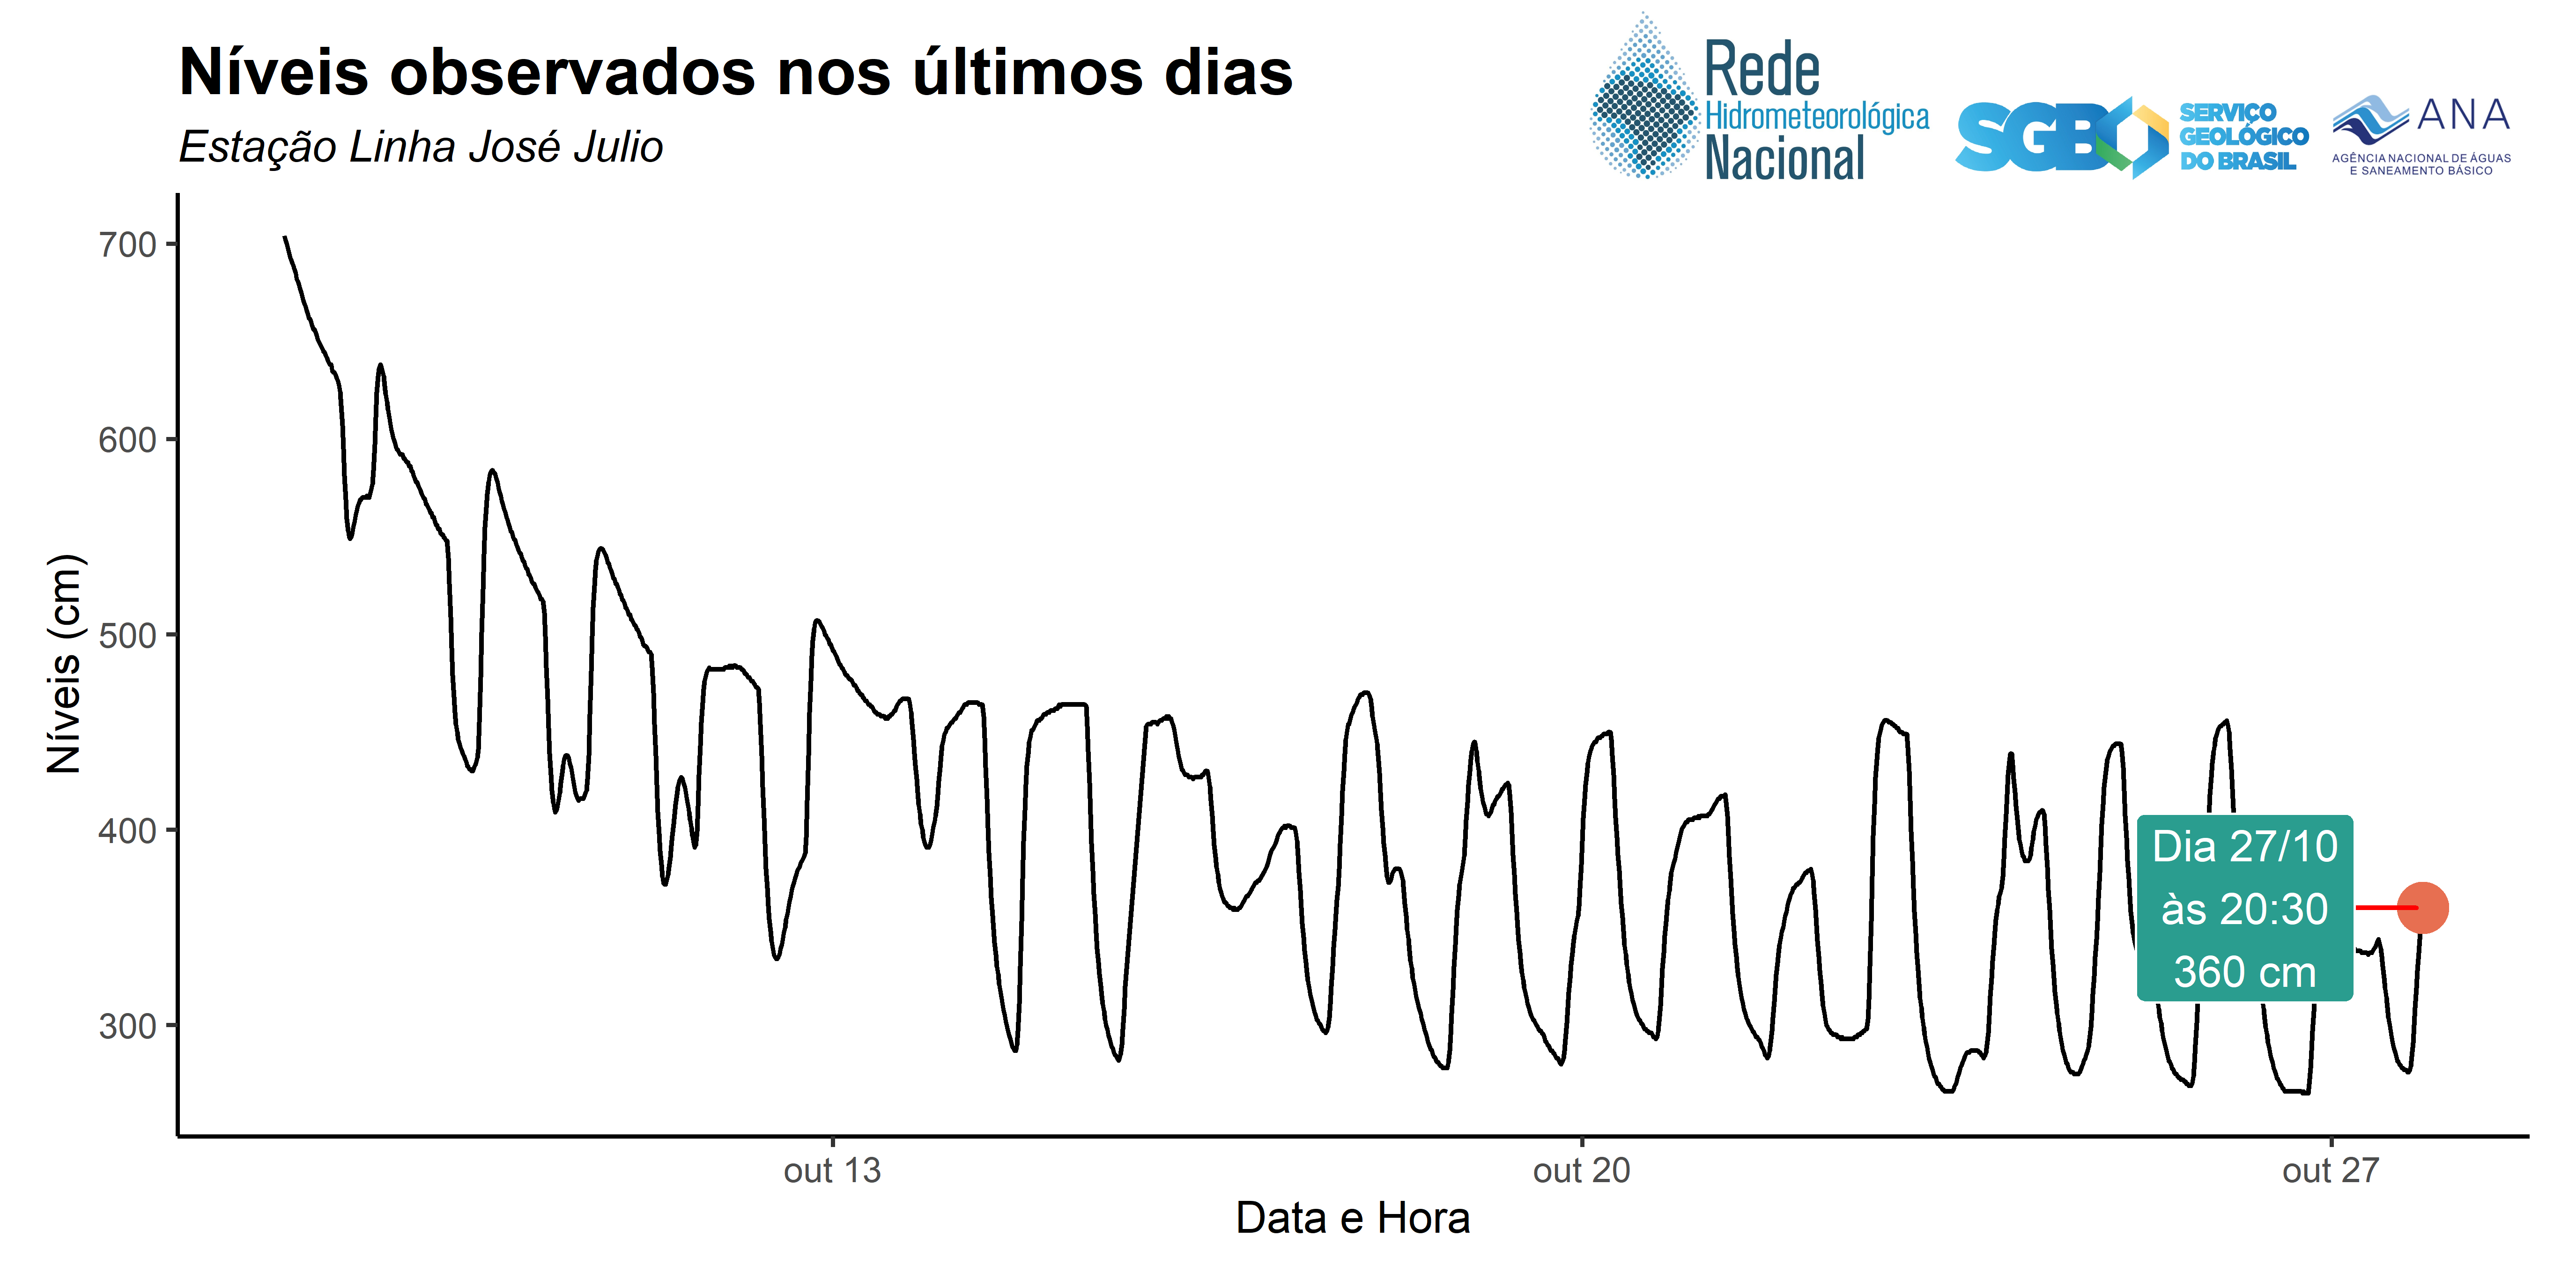 Níveis observados nos últimos dias
Estação Linha José Julio
Rede
Hidrometeorológica
Nacional
SGB
SERVIÇO
GEOLÓGICO
DO BRASIL
ANA
AGÊNCIA NACIONAL DE ÁGUAS
E SANEAMENTO BÁSICO
Níveis (cm)
700
600
500
400
300
Dia 27/10
às 20:30
360 cm
out 13
out 20
out 27
Data e Hora